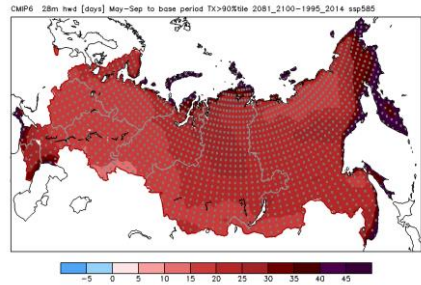 CMIP6 28m hwd [days] May-Sep to base period TX>90%tile 2081_2100-1995_2014 ssp585
-5 0 5 10 15 20 25 30 35 40 45